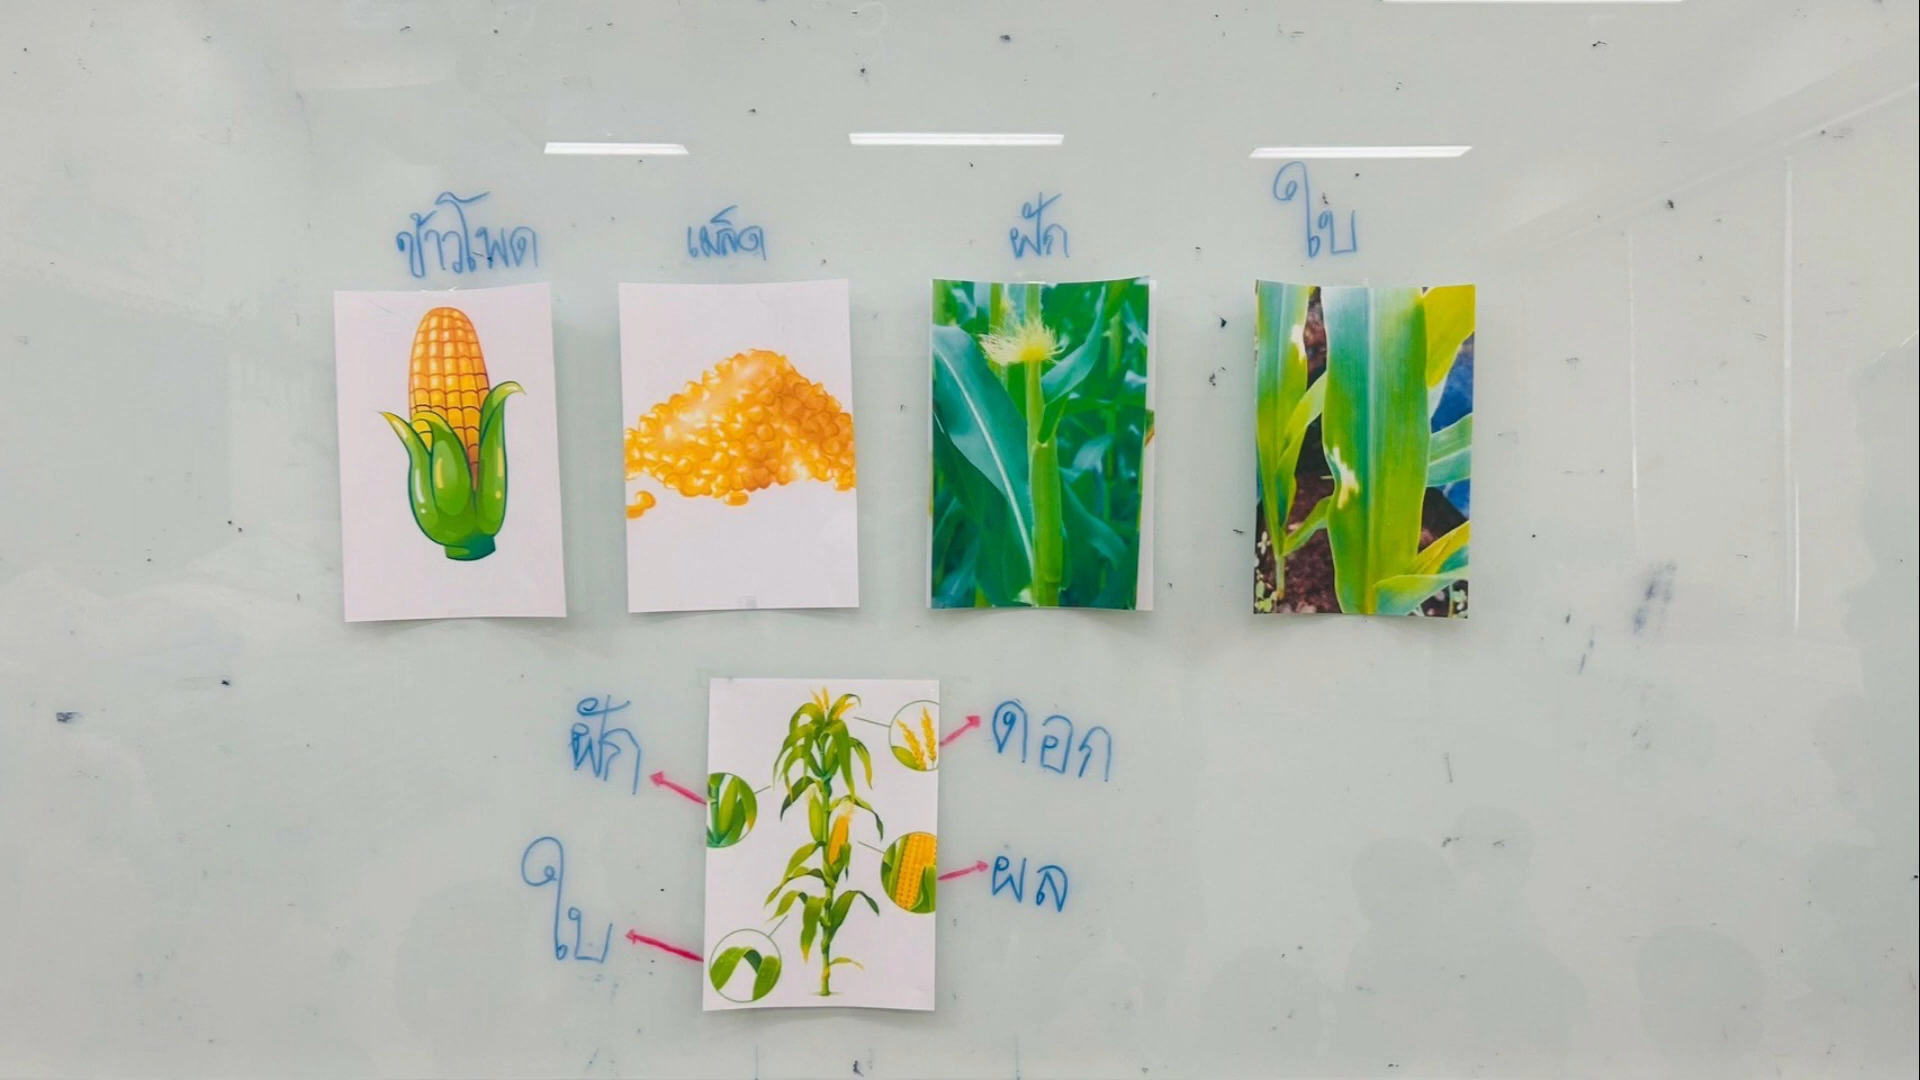 ข้าวโพด
เมล็ด
ฝัก
ใบ
ฝัก
ดอก
ใบ
ผล